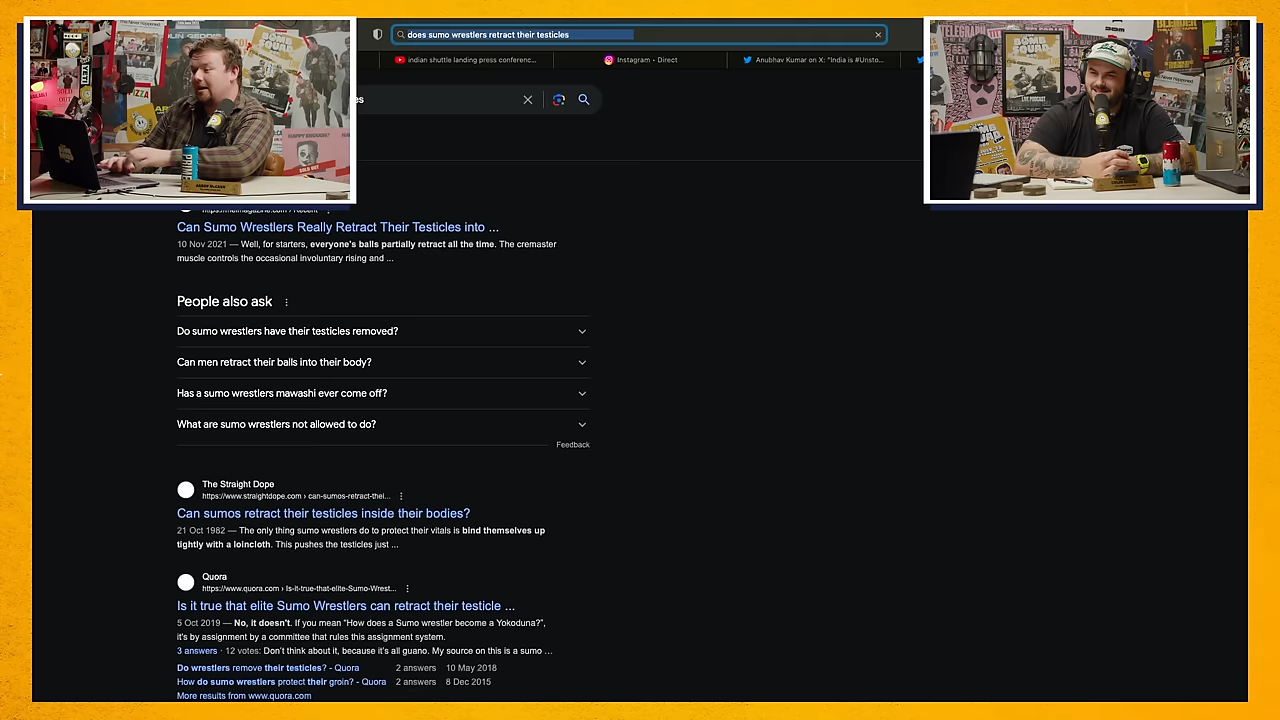 does sumo wrestlers retract their testicles
indian shuttle landing press conferenc...
Instagram • Direct
Anubhav Kumar on X: "India is #Unsto...
es
https://melmagazine.com › Recent
Can Sumo Wrestlers Really Retract Their Testicles into ...
10 Nov 2021 — Well, for starters, everyone's balls partially retract all the time. The cremaster
muscle controls the occasional involuntary rising and ...
People also ask
Do sumo wrestlers have their testicles removed?
Can men retract their balls into their body?
Has a sumo wrestlers mawashi ever come off?
What are sumo wrestlers not allowed to do?
Feedback
The Straight Dope
https://www.straightdope.com › can-sumos-retract-thei...
Can sumos retract their testicles inside their bodies?
21 Oct 1982 — The only thing sumo wrestlers do to protect their vitals is bind themselves up
tightly with a loincloth. This pushes the testicles just ...
Quora
https://www.quora.com › Is-it-true-that-elite-Sumo-Wrest...
Is it true that elite Sumo Wrestlers can retract their testicle ...
5 Oct 2019 — No, it doesn't. If you mean "How does a Sumo wrestler become a Yokoduna?",
it's by assignment by a committee that rules this assignment system.
3 answers · 12 votes: Don't think about it, because it's all guano. My source on this is a sumo ...
Do wrestlers remove their testicles? - Quora 2 answers 10 May 2018
How do sumo wrestlers protect their groin? - Quora 2 answers 8 Dec 2015
More results from www.quora.com